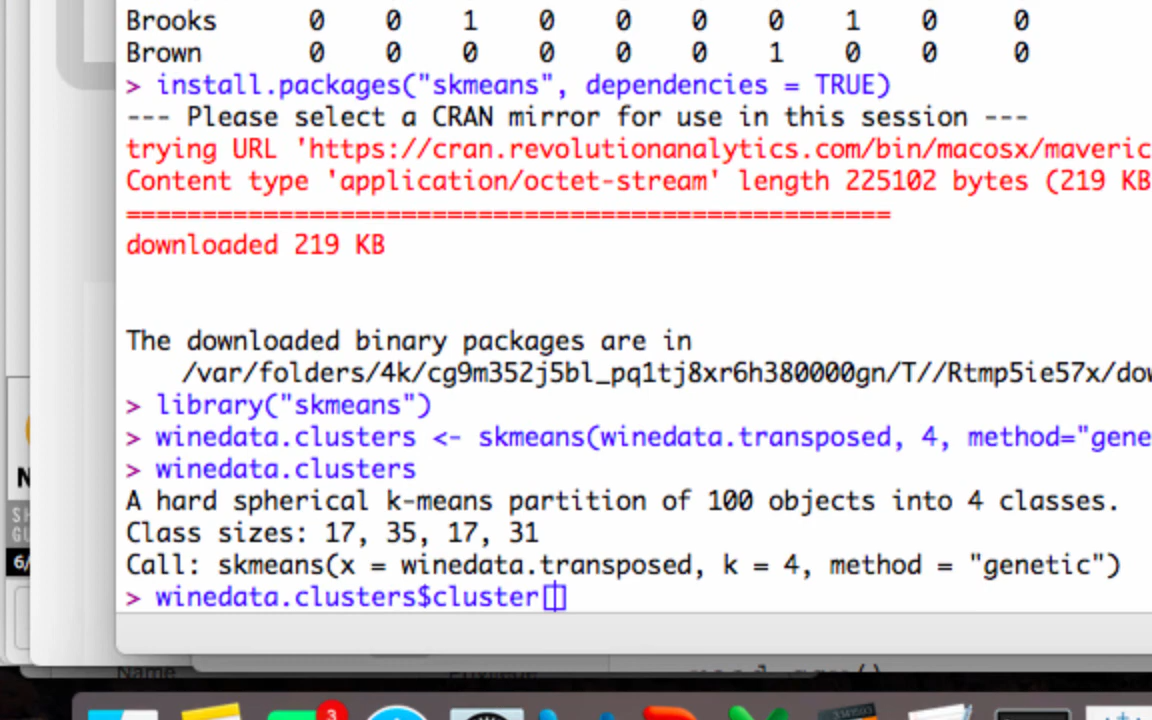 Brooks 0 0 1 0 0 0 0 1 0 0
Brown 0 0 0 0 0 0 1 0 0 0
> install.packages("skmeans", dependencies = TRUE)
--- Please select a CRAN mirror for use in this session ---
trying URL 'https://cran.revolutionanalytics.com/bin/macosx/maveric
Content type 'application/octet-stream' length 225102 bytes (219 KB
==================================================
downloaded 219 KB
The downloaded binary packages are in
/var/folders/4k/cg9m352j5bl_pq1tj8xr6h380000gn/T//Rtmp5ie57x/dow
> library("skmeans")
> winedata.clusters <- skmeans(winedata.transposed, 4, method="gene
> winedata.clusters
A hard spherical k-means partition of 100 objects into 4 classes.
Class sizes: 17, 35, 17, 31
Call: skmeans(x = winedata.transposed, k = 4, method = "genetic")
> winedata.clusters$cluster[]
N
SH
GU
6/
Name
3